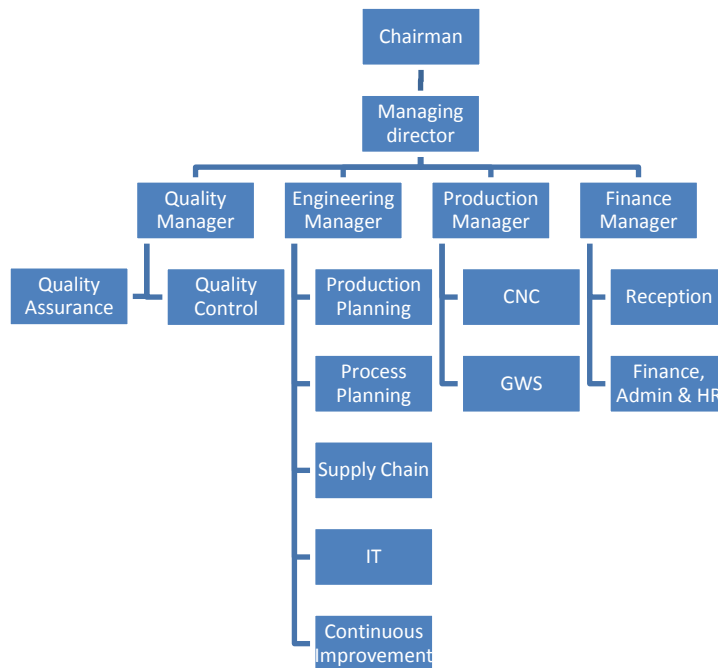 Chairman
Managing
director
Quality
Manager
Engineering
Manager
Production
Manager
Finance
Manager
Quality
Assurance
Quality
Control
Production
Planning
CNC
Reception
Process
Planning
GWS
Finance,
Admin & HR
Supply Chain
IT
Continuous
Improvement